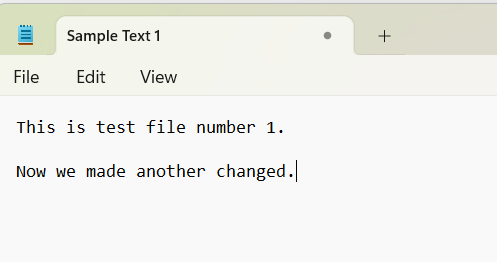 Sample Text 1
File Edit View
This is test file number 1.
Now we made another changed.